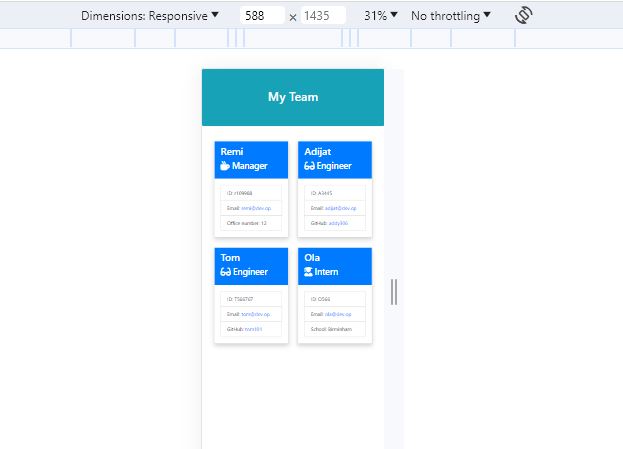 Dimensions: Responsive 588 × 1435 31% No throttling
My Team
Remi
Manager
ID: r109988
Email: remi@dev.op
Office number: 12
Adijat
Engineer
ID: A3445
Email: adijat@dev.op
GitHub: addy306
Tom
Engineer
ID: T566767
Email: tom@dev.op
GitHub: tomt01
Ola
Intern
ID: O566
Email: ola@dev.op
School: Birmingham